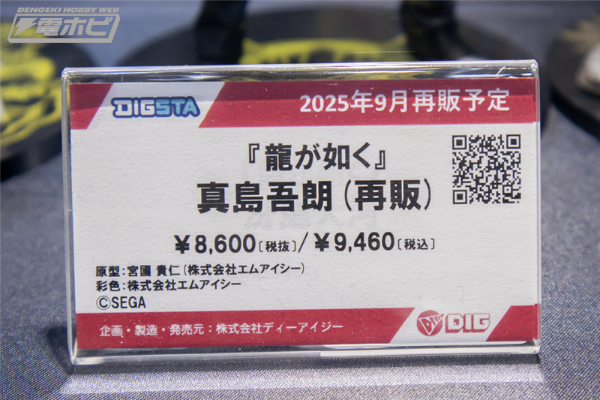 DENGEKI HOBBY WEB
電ホビ
DIGSTA
2025年9月再販予定
『龍が如く』
真島吾朗(再販)
￥8,600[税抜]/￥9,460[税込]
原型:宮國 貴仁(株式会社エムアイシー)
彩色:株式会社エムアイシー
©SEGA
企画・製造・発売元:株式会社ディーアイジー
DIG